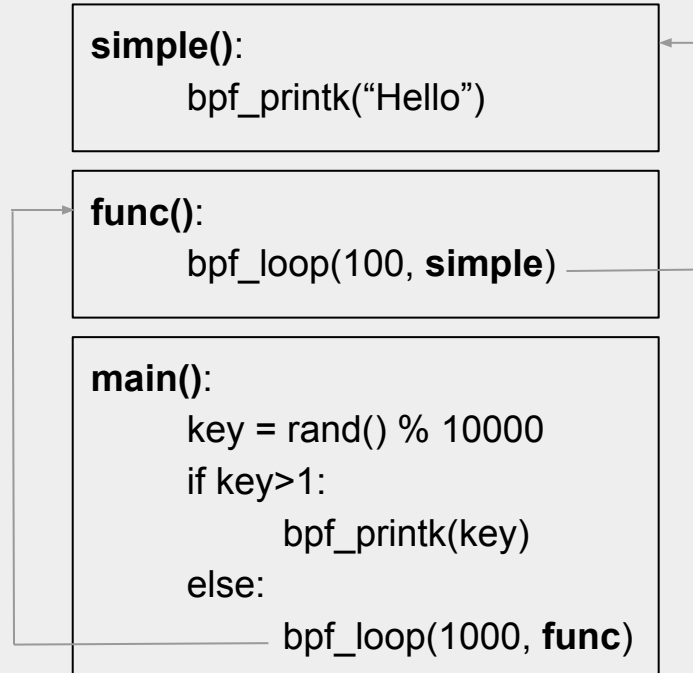 simple():
bpf_printk(“Hello”)
func():
bpf_loop(100, simple)
main():
key = rand() % 10000
if key>1:
bpf_printk(key)
else:
bpf_loop(1000, func)